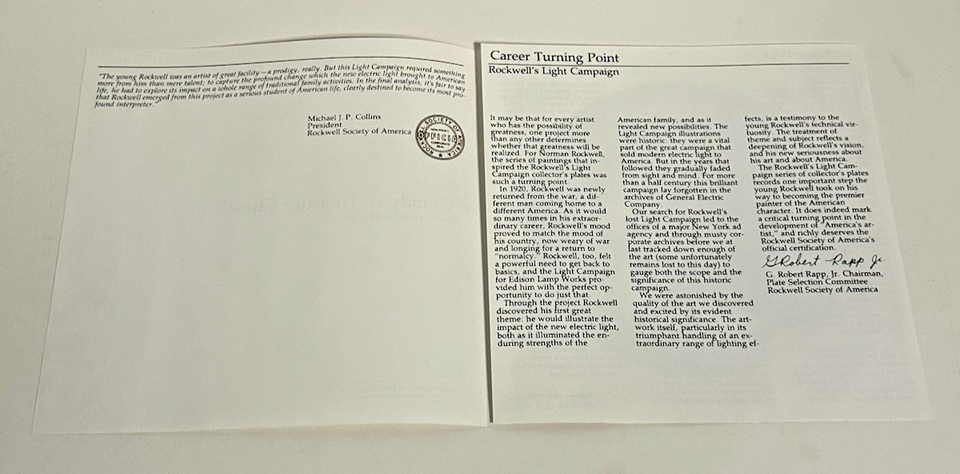 "The young Rockwell was an artist of great facility – a prodigy, really. But this Light Campaign required something
more from him than mere talent, to capture the profound change which the new electric light brought to American
life, he had to explore its impact on a whole range of traditional family activities. In the final analysis, it's fair to say
that Rockwell emerged from this project as a serious student of American life, clearly destined to become its most pro-
found interpreter."
Michael J. P. Collins
President
Rockwell Society of America
ROCKWELL SOCIETY OF AMERICA
OFFICIAL
Career Turning Point
Rockwell's Light Campaign
It may be that for every artist
who has the possibility of
greatness, one project more
than any other determines
whether that greatness will be
realized. For Norman Rockwell,
the series of paintings that in-
spired the Rockwell's Light
Campaign collector's plates was
such a turning point.
In 1920, Rockwell was newly
returned from the war, a dif-
ferent man coming home to a
different America. As it would
so many times in his extraor-
dinary career, Rockwell's mood
proved to match the mood of
his country, now weary of war
and longing for a return to
"normalcy." Rockwell, too, felt
a powerful need to get back to
basics, and the Light Campaign
for Edison Lamp Works pro-
vided him with the perfect op-
portunity to do just that.
Through the project Rockwell
discovered his first great
theme: he would illustrate the
impact of the new electric light,
both as it illuminated the en-
during strengths of the
American family, and as it
revealed new possibilities. The
Light Campaign illustrations
were historic: they were a vital
part of the great campaign that
sold modern electric light to
America. But in the years that
followed they gradually faded
from sight and mind. For more
than a half century this brilliant
campaign lay forgotten in the
archives of General Electric
Company.
Our search for Rockwell's
lost Light Campaign led to the
offices of a major New York ad
agency and through musty cor-
porate archives before we at
last tracked down enough of
the art (some unfortunately
remains lost to this day) to
gauge both the scope and the
significance of this historic
campaign.
We were astonished by the
quality of the art we discovered
and excited by its evident
historical significance. The art-
work itself, particularly in its
triumphant handling of an ex-
traordinary range of lighting ef-
fects, is a testimony to the
young Rockwell's technical vir-
tuosity. The treatment of
theme and subject reflects a
deepening of Rockwell's vision,
and his new seriousness about
his art and about America.
The Rockwell's Light Cam-
paign series of collector's plates
records one important step the
young Rockwell took on his
way to becoming the premier
painter of the American
character. It does indeed mark
a critical turning point in the
development of "America's ar-
tist," and richly deserves the
Rockwell Society of America's
official certification.
G Robert Rapp Jr
G. Robert Rapp, Jr. Chairman,
Plate Selection Committee
Rockwell Society of America